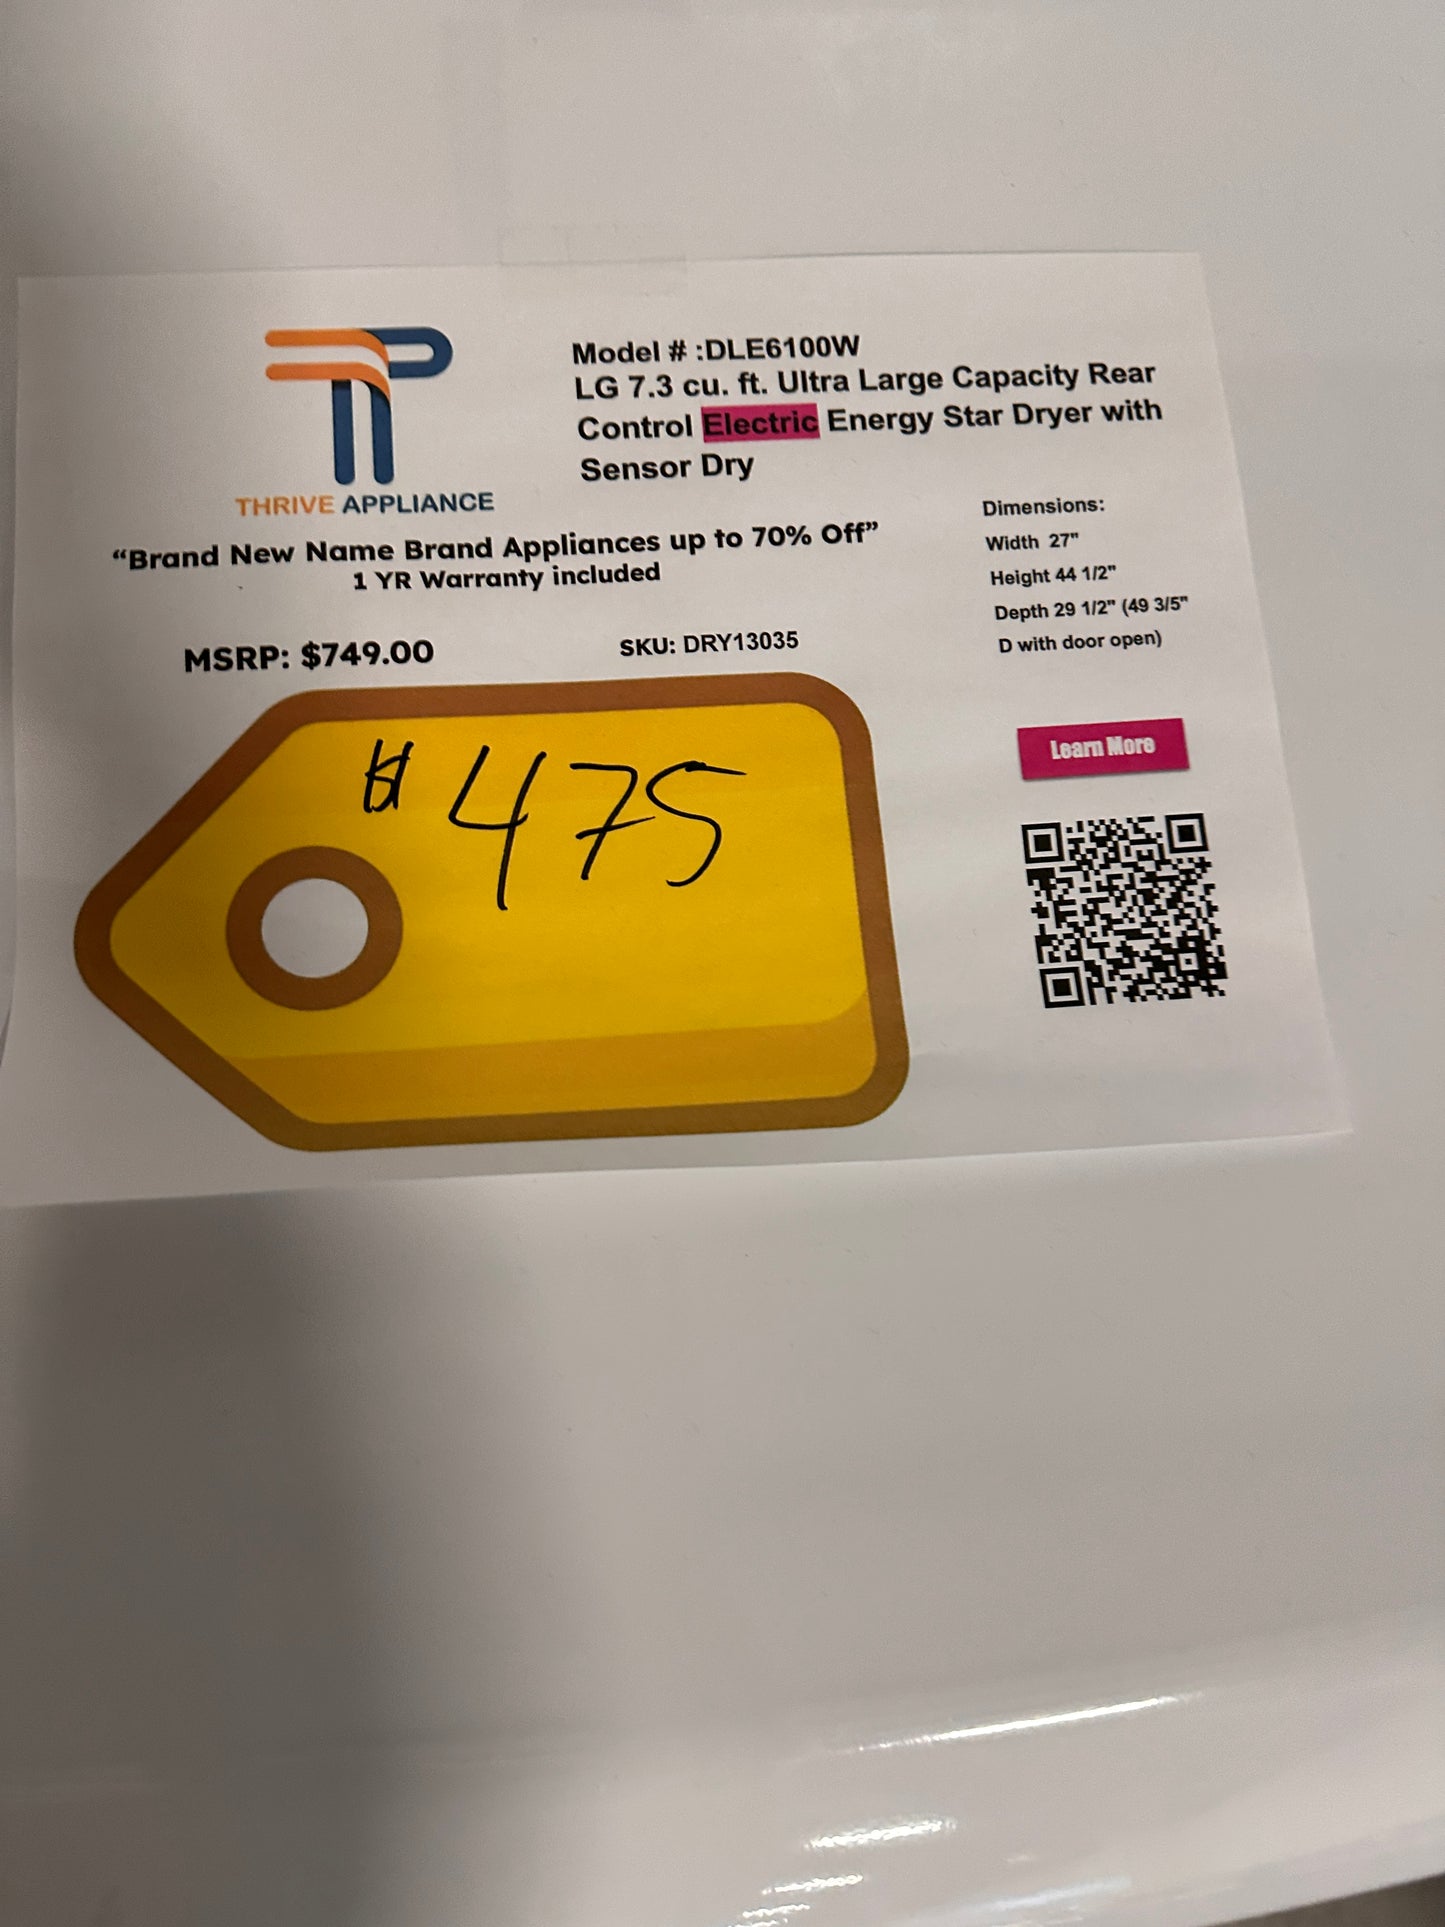 Model # :DLE6100W
LG 7.3 cu. ft. Ultra Large Capacity Rear
Control Electric Energy Star Dryer with
Sensor Dry
THRIVE APPLIANCE
“Brand New Name Brand Appliances up to 70% Off”
1 YR Warranty included
Dimensions:
Width 27"
Height 44 1/2"
Depth 29 1/2" (49 3/5"
D with door open)
MSRP: $749.00
SKU: DRY13035
$ 475
Learn More